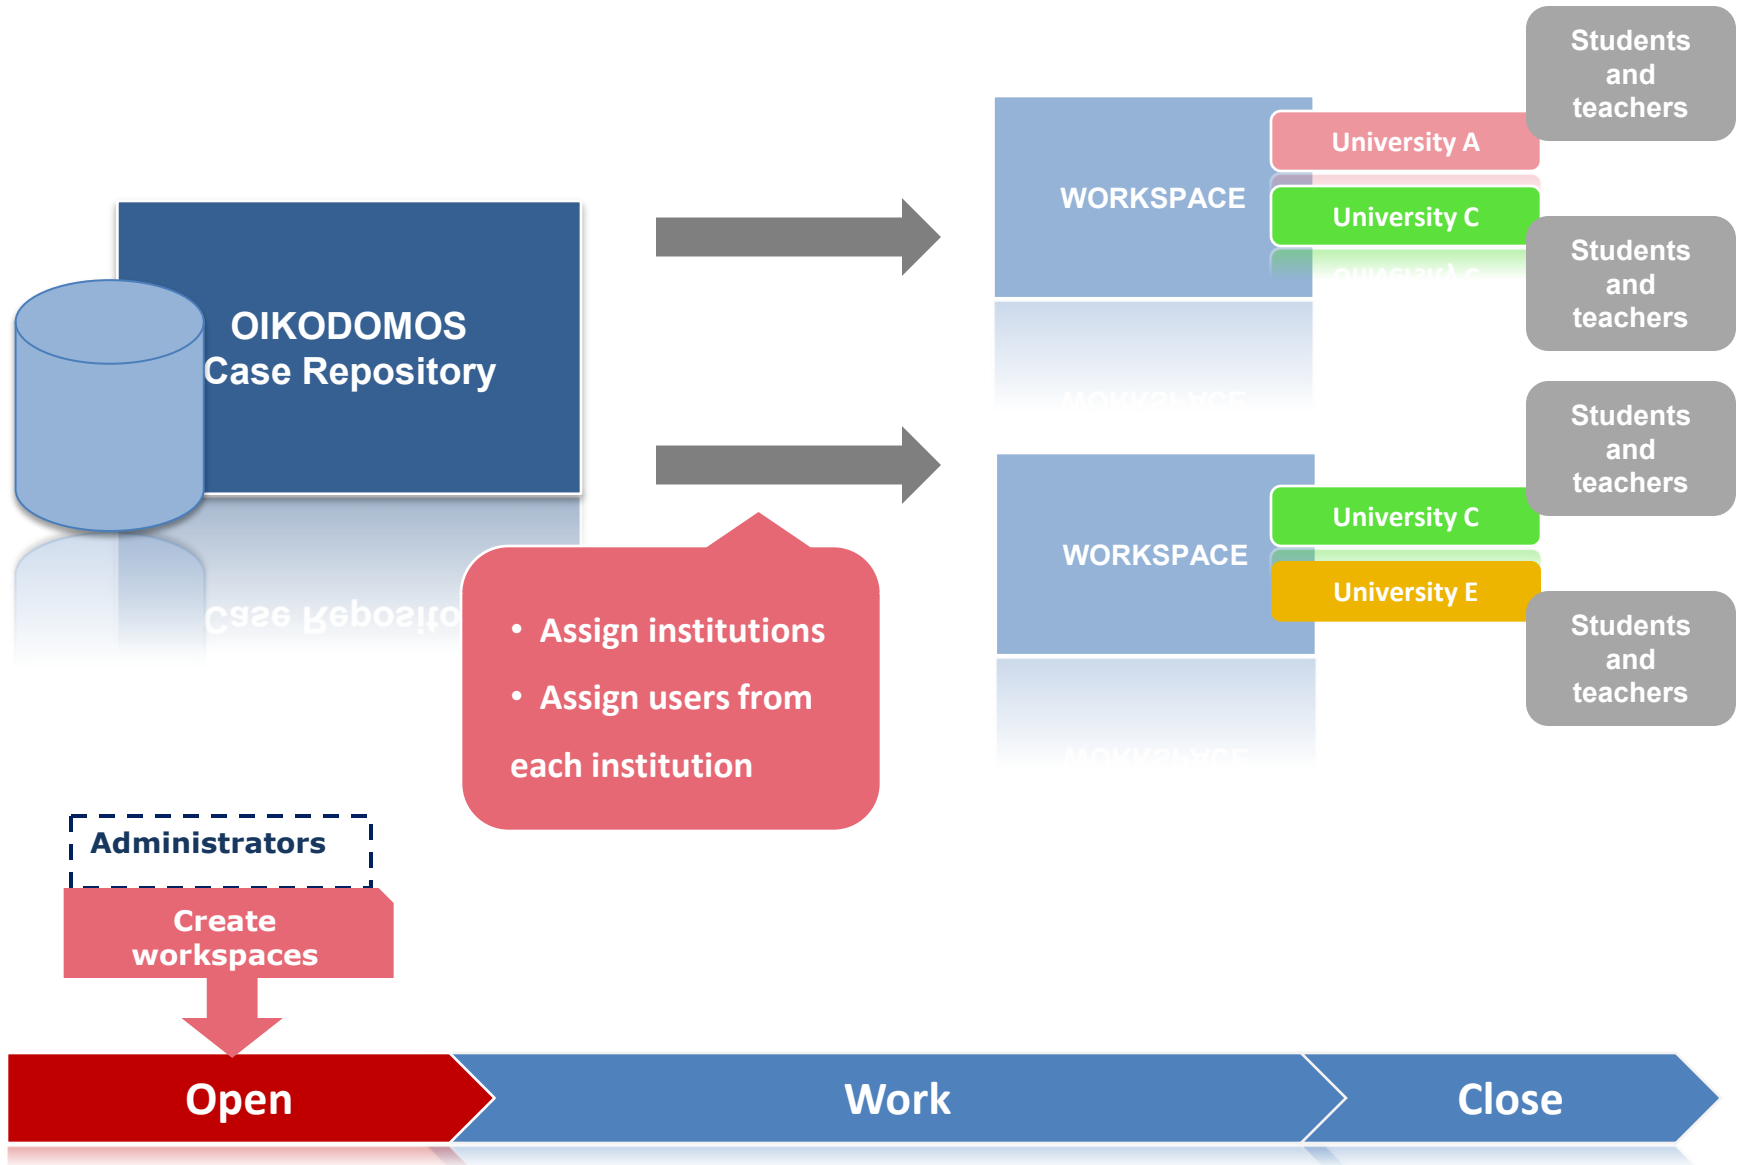 OIKODOMOS
Case Repository
WORKSPACE
University A
University C
Students
and
teachers
Students
and
teachers
WORKSPACE
University C
University E
Students
and
teachers
Students
and
teachers
• Assign institutions
• Assign users from
each institution
Administrators
Create
workspaces
Open
Work
Close